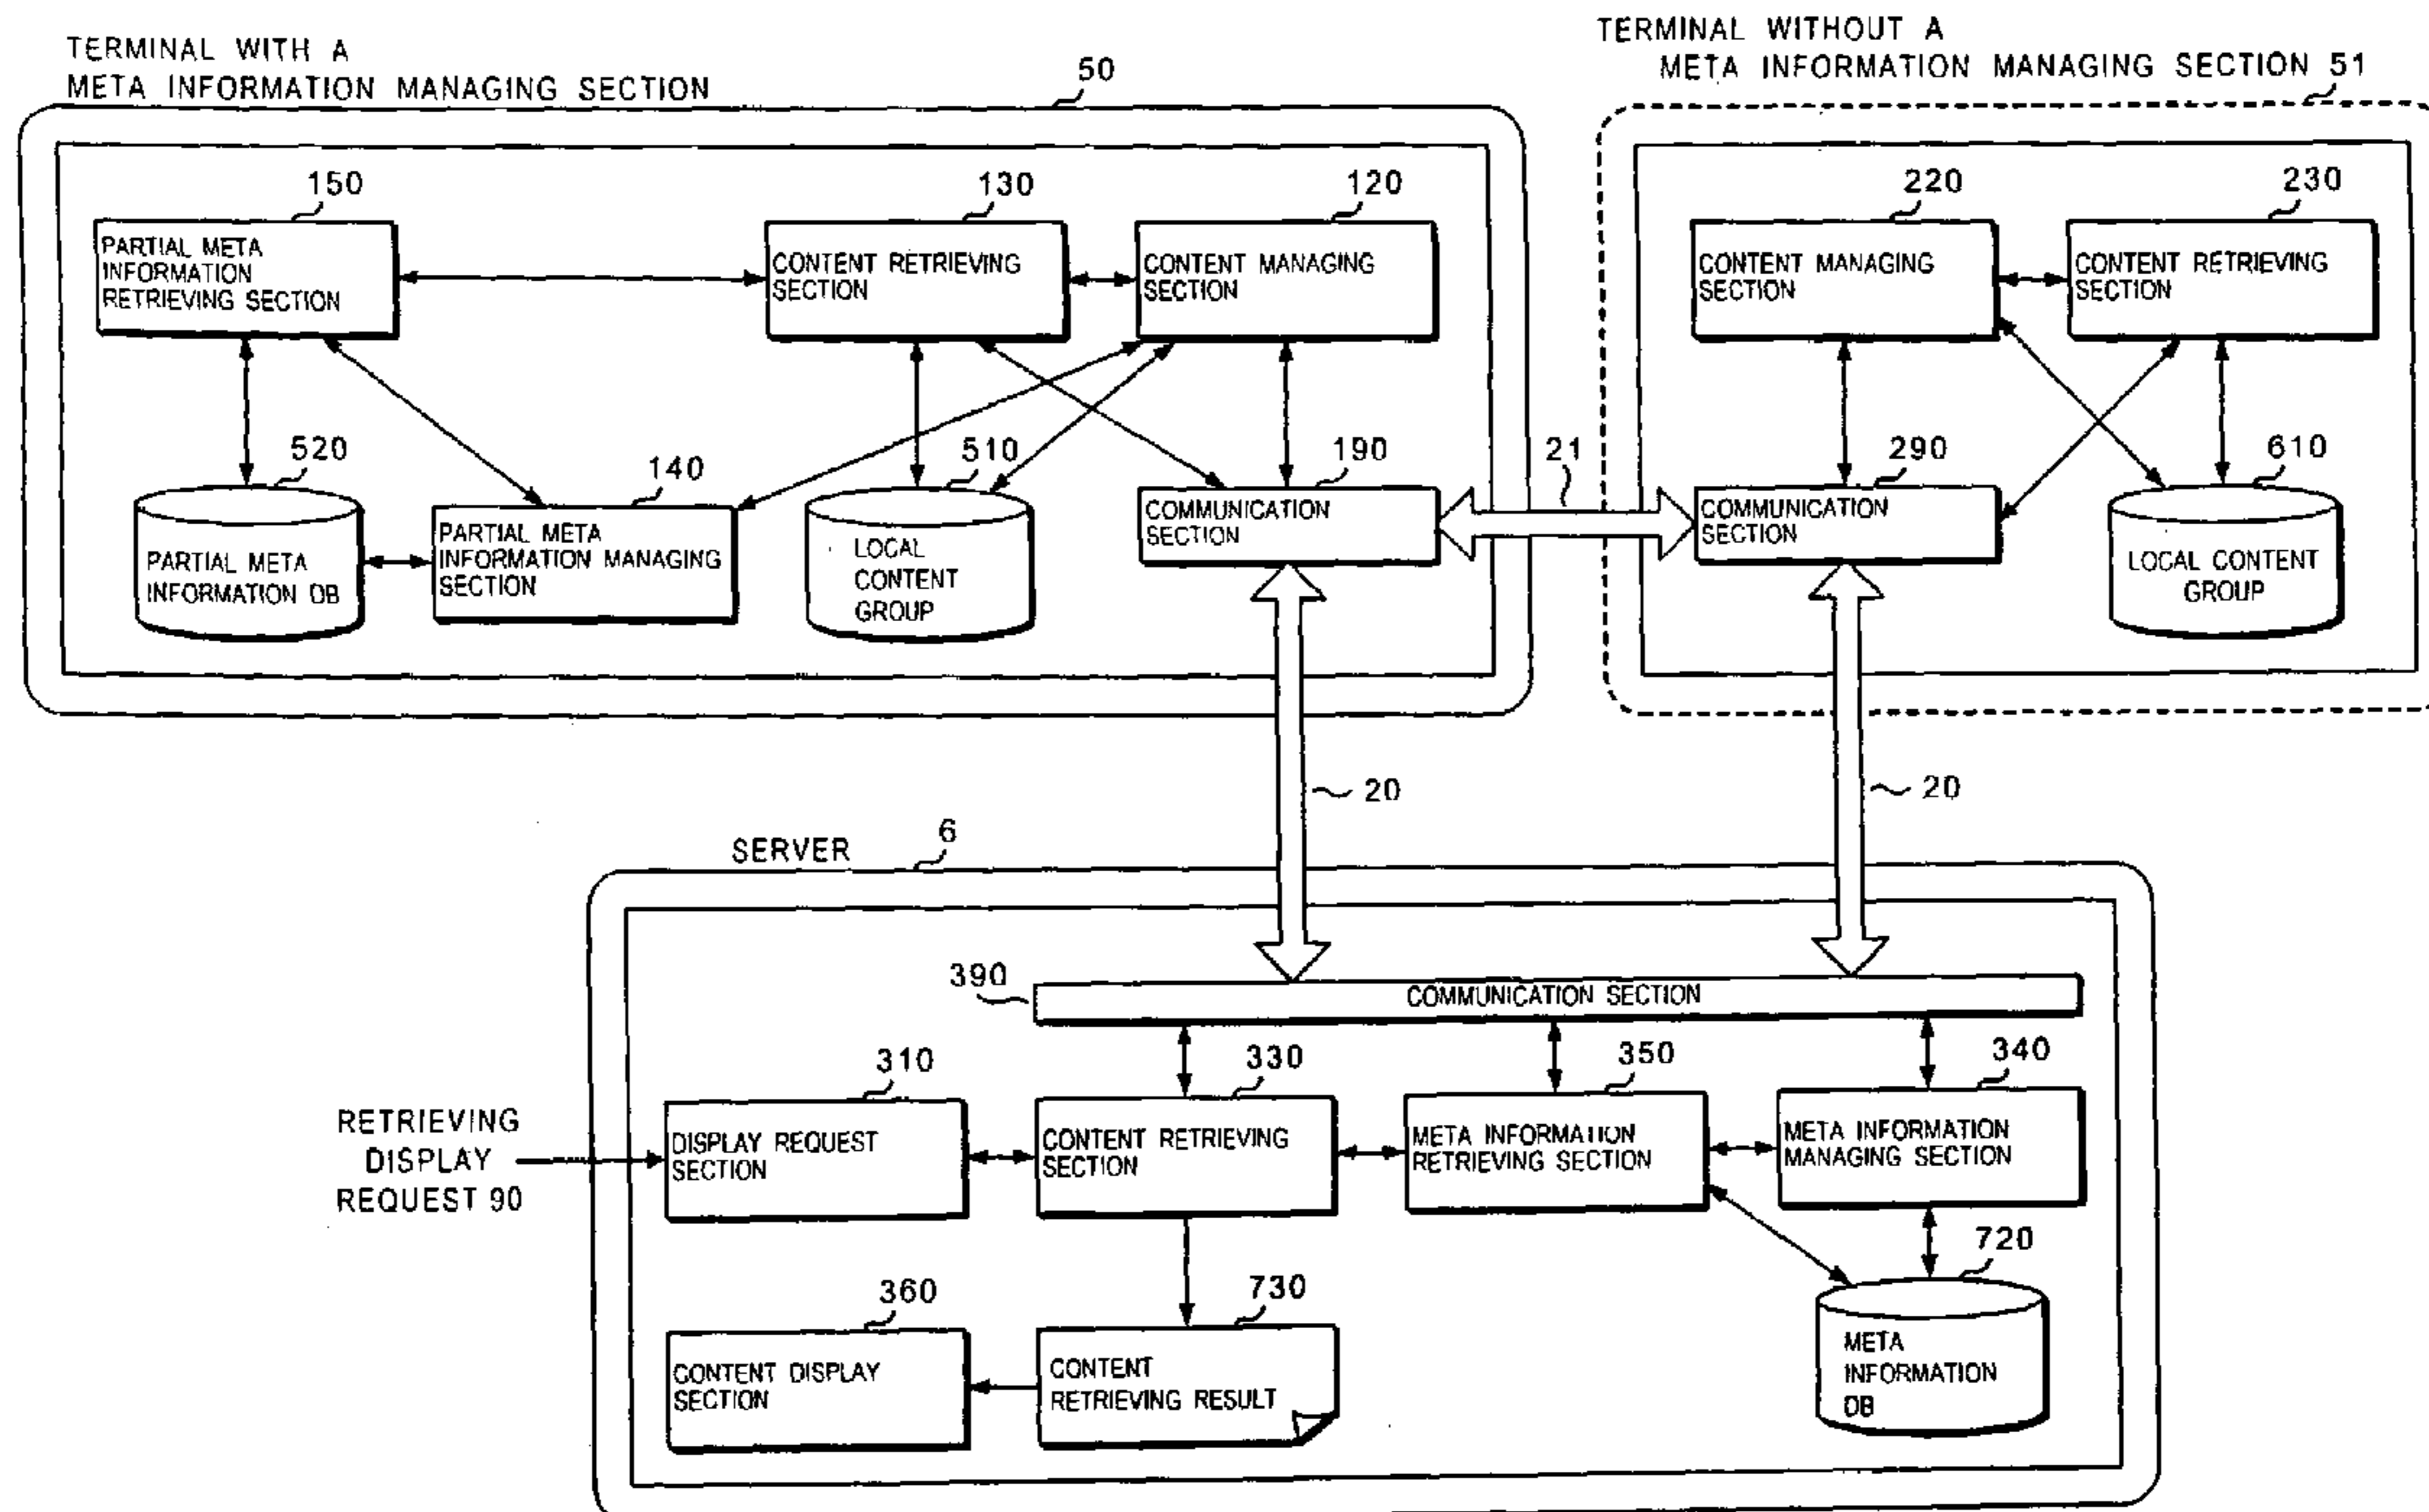 TERMINAL WITH A
META INFORMATION MANAGING SECTION
50
TERMINAL WITHOUT A
META INFORMATION MANAGING SECTION 51
150
PARTIAL META
INFORMATION
RETRIEVING SECTION
130
CONTENT RETRIEVING
SECTION
120
CONTENT MANAGING
SECTION
220
CONTENT MANAGING
SECTION
230
CONTENT RETRIEVING
SECTION
520
PARTIAL META
INFORMATION DB
140
PARTIAL META
INFORMATION MANAGING
SECTION
510
LOCAL
CONTENT
GROUP
190
COMMUNICATION
SECTION
21
290
COMMUNICATION
SECTION
610
LOCAL CONTENT
GROUP
20
20
SERVER
6
390
COMMUNICATION SECTION
RETRIEVING
DISPLAY
REQUEST 90
310
DISPLAY REQUEST
SECTION
330
CONTENT RETRIEVING
SECTION
350
META INFORMATION
RETRIEVING SECTION
340
META INFORMATION
MANAGING SECTION
360
CONTENT DISPLAY
SECTION
730
CONTENT
RETRIEVING RESULT
720
META
INFORMATION
DB